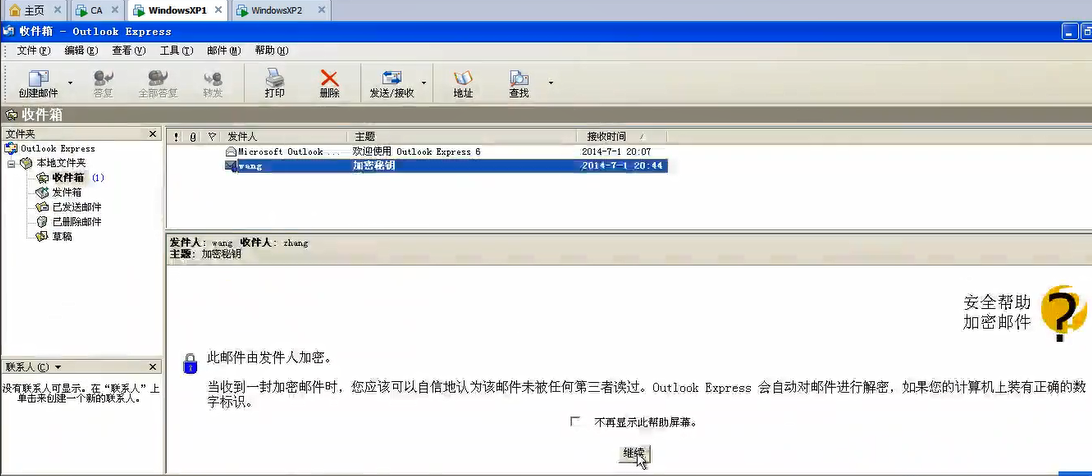 主页 CA WindowsXP1 WindowsXP2
收件箱 - Outlook Express
文件(F) 编辑(E) 查看(V) 工具(T) 邮件(M) 帮助(H)
创建邮件 答复 全部答复 转发 打印 删除 发送/接收 地址 查找
收件箱
文件夹
Outlook Express
本地文件夹
收件箱 (1)
发件箱
已发送邮件
已删除邮件
草稿
联系人(C)
没有联系人可显示。在“联系人”上
单击来创建一个新的联系人。
! 发件人 主题 接收时间
Microsoft Outlook ... 欢迎使用 Outlook Express 6 2014-7-1 20:07
wang 加密秘钥 2014-7-1 20:44
发件人: wang 收件人: zhang
主题: 加密秘钥
安全帮助
加密邮件
此邮件由发件人加密。
当收到一封加密邮件时，您应该可以自信地认为该邮件未被任何第三者读过。Outlook Express 会自动对邮件进行解密，如果您的计算机上装有正确的数
字标识。
不再显示此帮助屏幕。
继续